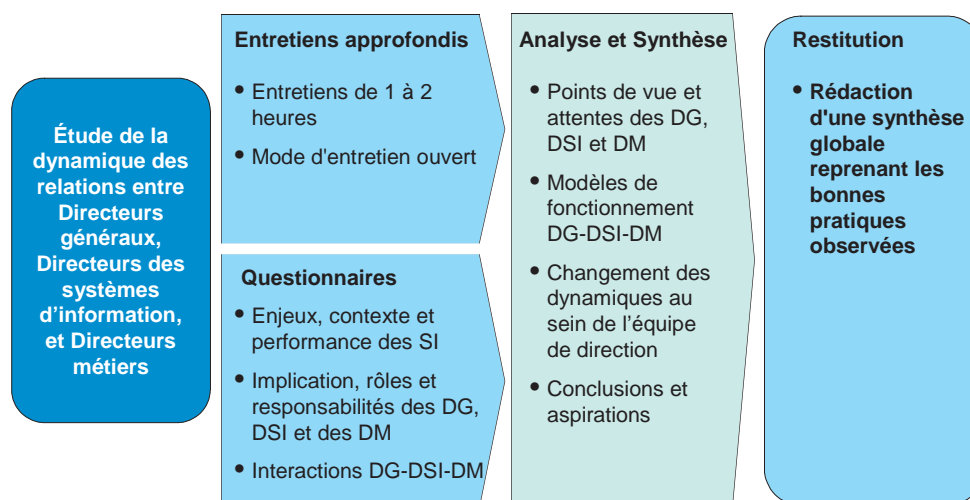 Étude de la
dynamique des
relations entre
Directeurs
généraux,
Directeurs des
systèmes
d’information,
et Directeurs
métiers
Entretiens approfondis
• Entretiens de 1 à 2
heures
• Mode d'entretien ouvert
Questionnaires
• Enjeux, contexte et
performance des SI
• Implication, rôles et
responsabilités des DG,
DSI et des DM
• Interactions DG-DSI-DM
Analyse et Synthèse
• Points de vue et
attentes des DG,
DSI et DM
• Modèles de
fonctionnement
DG-DSI-DM
• Changement des
dynamiques au
sein de l’équipe
de direction
• Conclusions et
aspirations
Restitution
• Rédaction
d'une synthèse
globale
reprenant les
bonnes
pratiques
observées